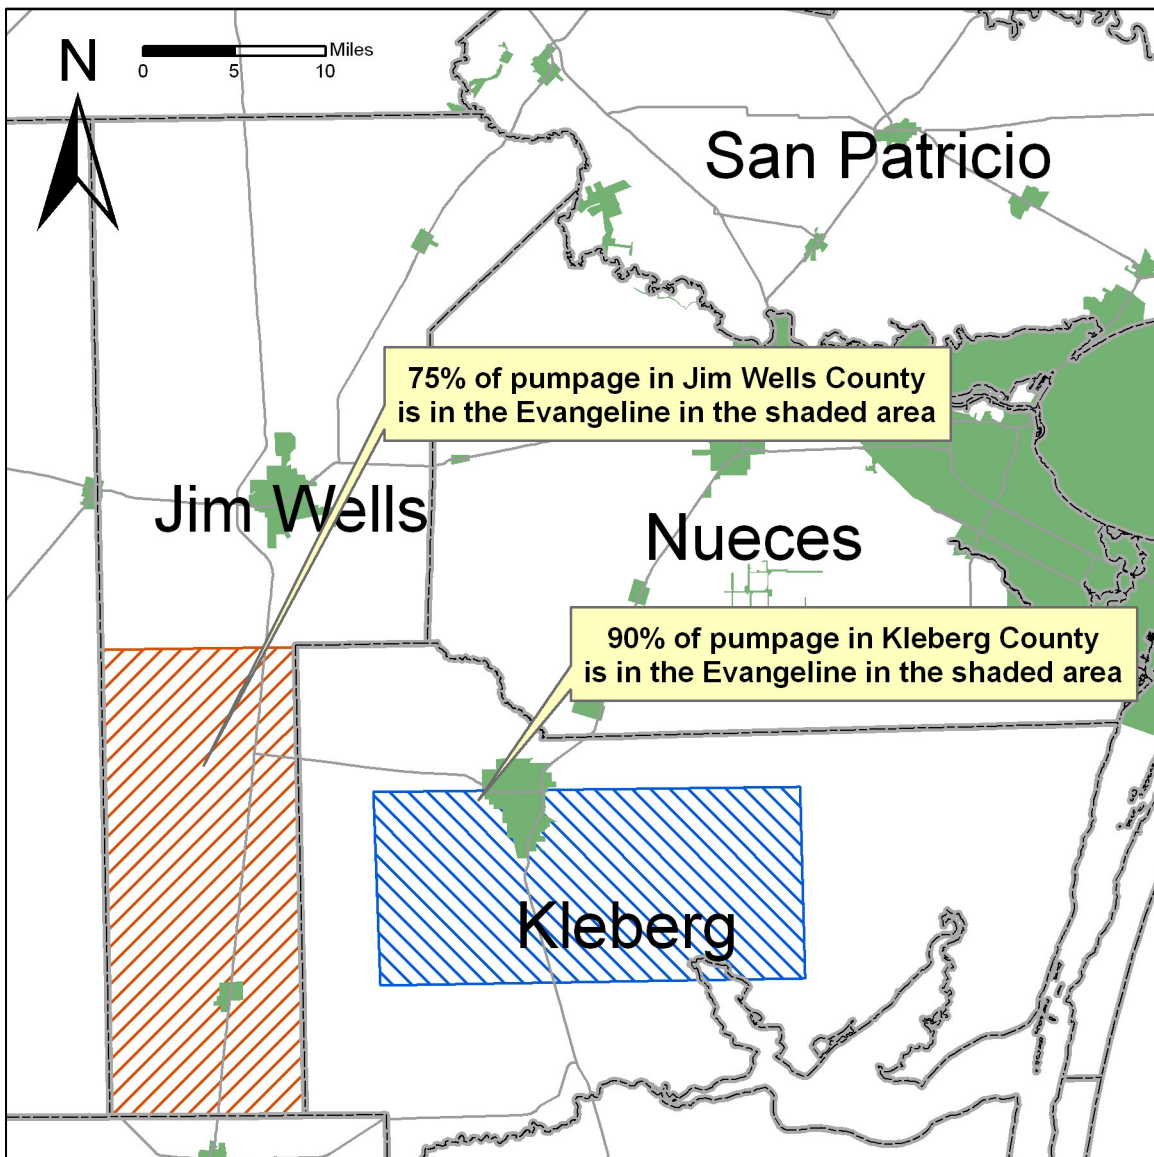 N
Miles
0 5 10
San Patricio
75% of pumpage in Jim Wells County
is in the Evangeline in the shaded area
Jim Wells
Nueces
90% of pumpage in Kleberg County
is in the Evangeline in the shaded area
Kleberg